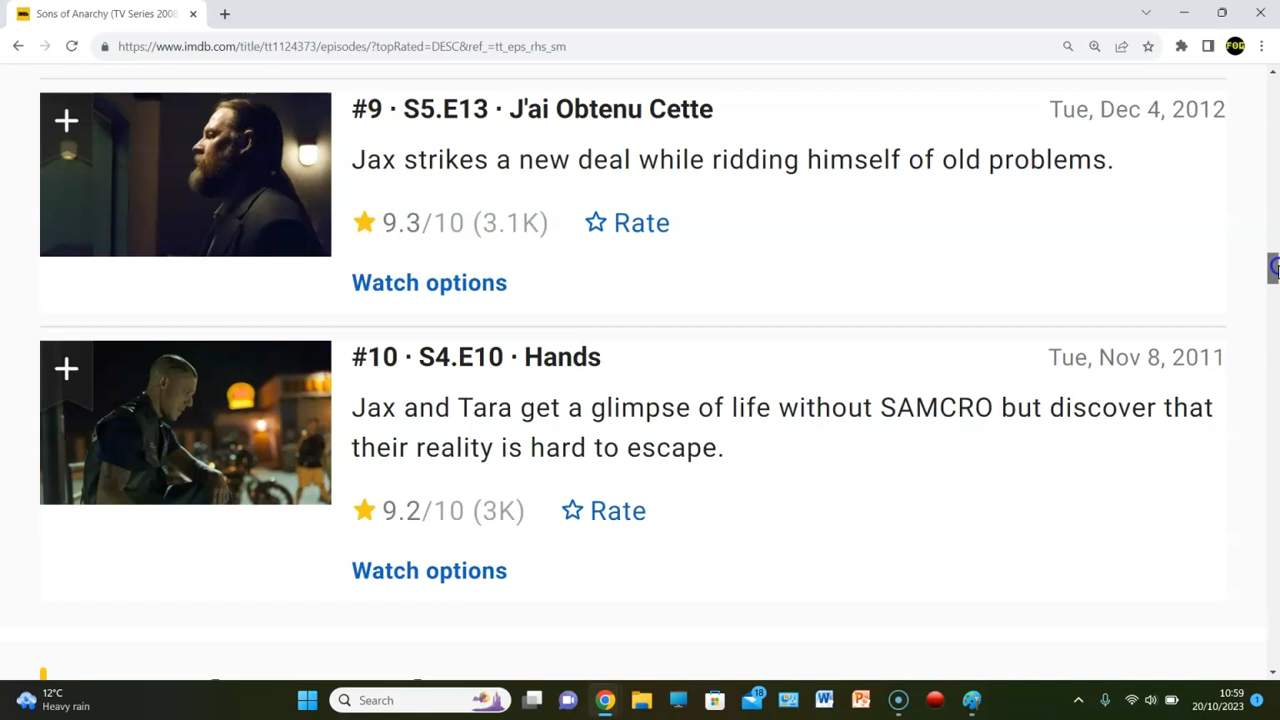 Sons of Anarchy (TV Series 2008
https://www.imdb.com/title/tt1124373/episodes/?topRated=DESC&ref_=tt_eps_rhs_sm
#9 · S5.E13 · J'ai Obtenu Cette
Tue, Dec 4, 2012
Jax strikes a new deal while ridding himself of old problems.
9.3/10 (3.1K)
Rate
Watch options
#10 · S4.E10 · Hands
Tue, Nov 8, 2011
Jax and Tara get a glimpse of life without SAMCRO but discover that
their reality is hard to escape.
9.2/10 (3K)
Rate
Watch options
12°C
Heavy rain
Search
18
10:59
20/10/2023
1